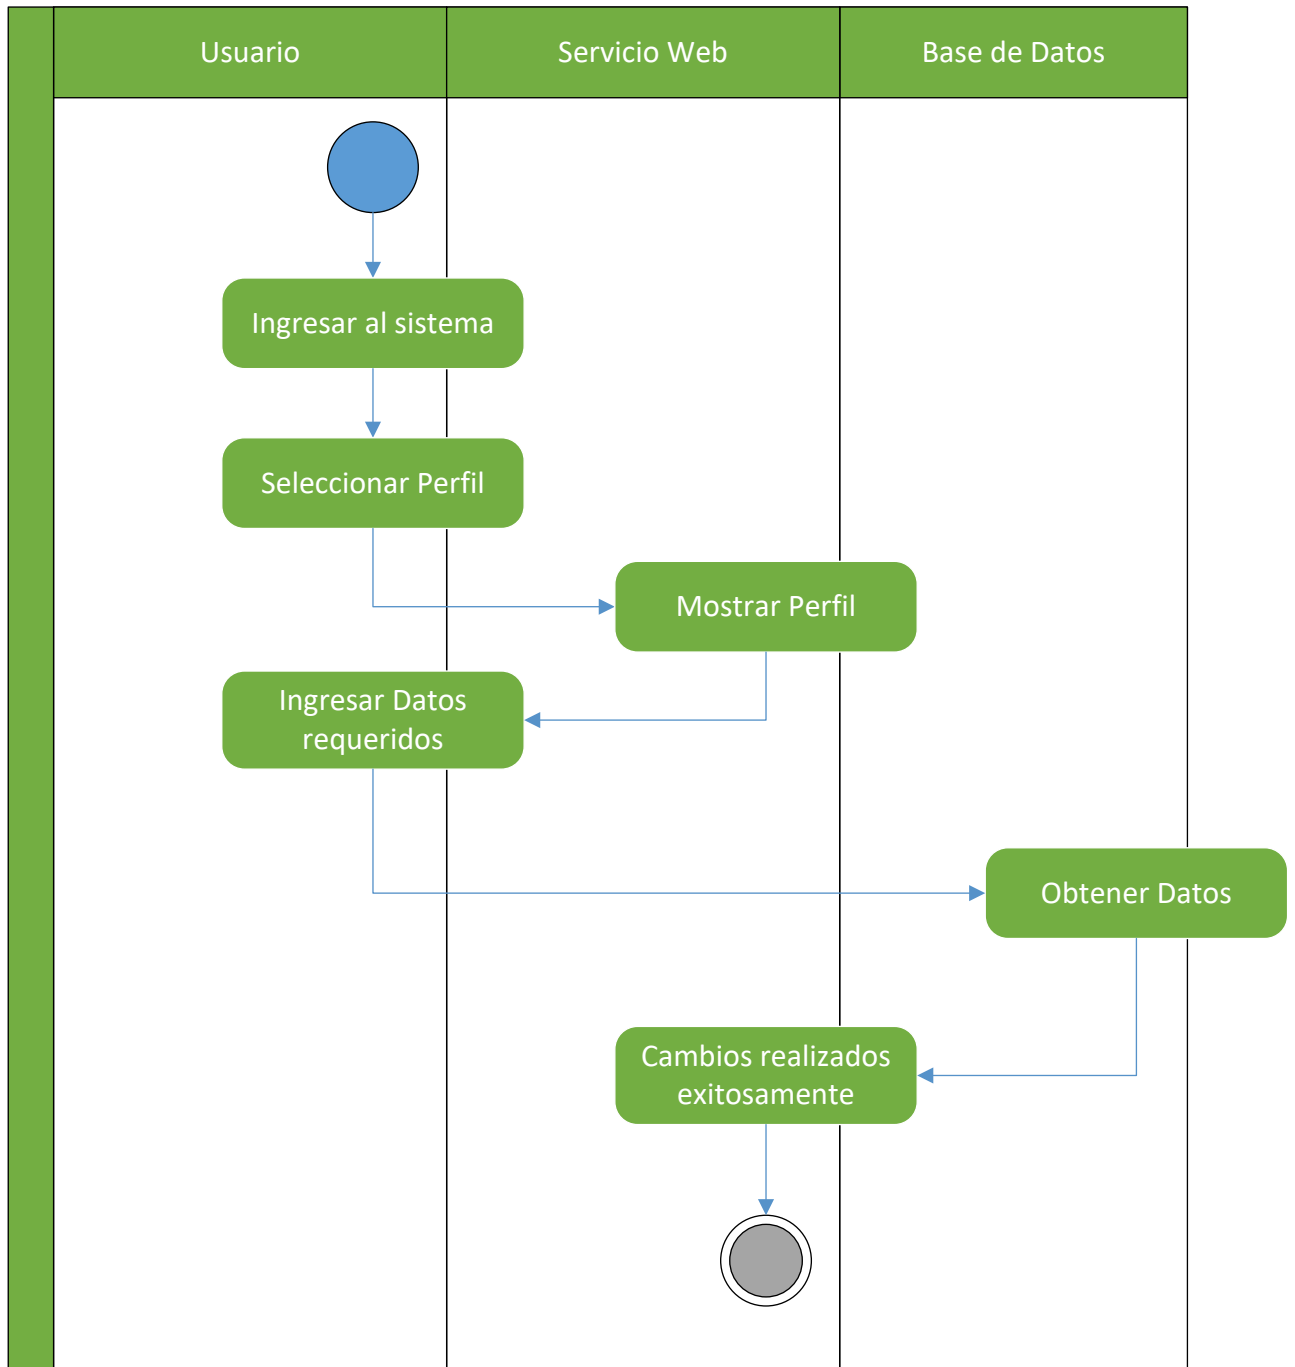 Usuario
Servicio Web
Base de Datos
Ingresar al sistema
Seleccionar Perfil
Mostrar Perfil
Ingresar Datos
requeridos
Obtener Datos
Cambios realizados
exitosamente